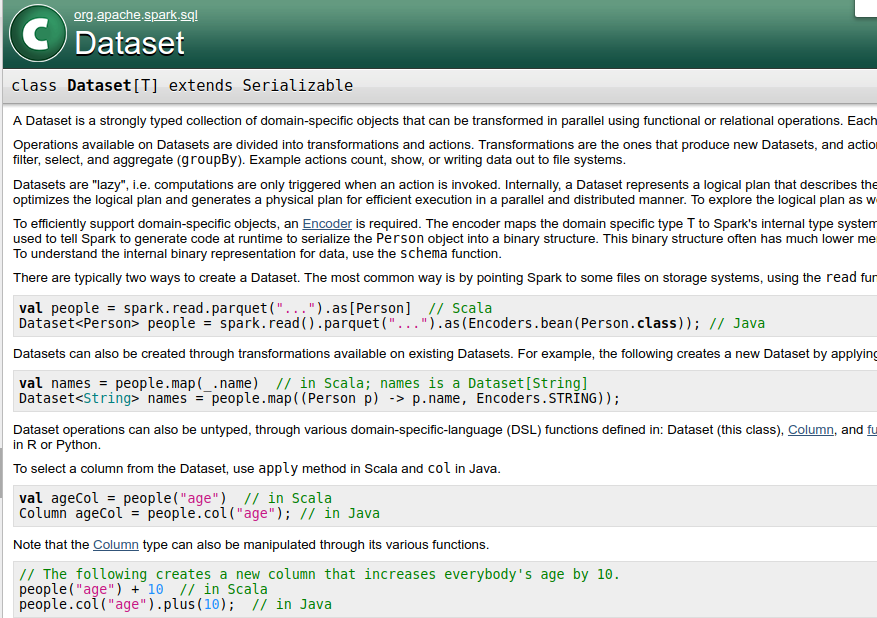 C
org.apache.spark.sql
Dataset
class Dataset[T] extends Serializable
A Dataset is a strongly typed collection of domain-specific objects that can be transformed in parallel using functional or relational operations. Each
Operations available on Datasets are divided into transformations and actions. Transformations are the ones that produce new Datasets, and
filter, select, and aggregate (groupBy). Example actions count, show, or writing data out to file systems.
Datasets are "lazy", i.e. computations are only triggered when an action is invoked. Internally, a Dataset represents a logical plan that describes the
optimizes the logical plan and generates a physical plan for efficient execution in a parallel and distributed manner. To explore the logical plan as
To efficiently support domain-specific objects, an Encoder is required. The encoder maps the domain specific type T to Spark's internal type system
used to tell Spark to generate code at runtime to serialize the Person object into a binary structure. This binary structure often has much lower
To understand the internal binary representation for data, use the schema function.
There are typically two ways to create a Dataset. The most common way is by pointing Spark to some files on storage systems, using the read
val people = spark.read.parquet("...").as[Person]  // Scala
Dataset<Person> people = spark.read().parquet("...").as(Encoders.bean(Person.class)); // Java
Datasets can also be created through transformations available on existing Datasets. For example, the following creates a new Dataset by applying
val names = people.map(_.name)  // in Scala; names is a Dataset[String]
Dataset<String> names = people.map((Person p) -> p.name, Encoders.STRING));
Dataset operations can also be untyped, through various domain-specific-language (DSL) functions defined in: Dataset (this class), Column, and
in R or Python.
To select a column from the Dataset, use apply method in Scala and col in Java.
val ageCol = people("age")  // in Scala
Column ageCol = people.col("age"); // in Java
Note that the Column type can also be manipulated through its various functions.
// The following creates a new column that increases everybody's age by 10.
people("age") + 10  // in Scala
people.col("age").plus(10);  // in Java